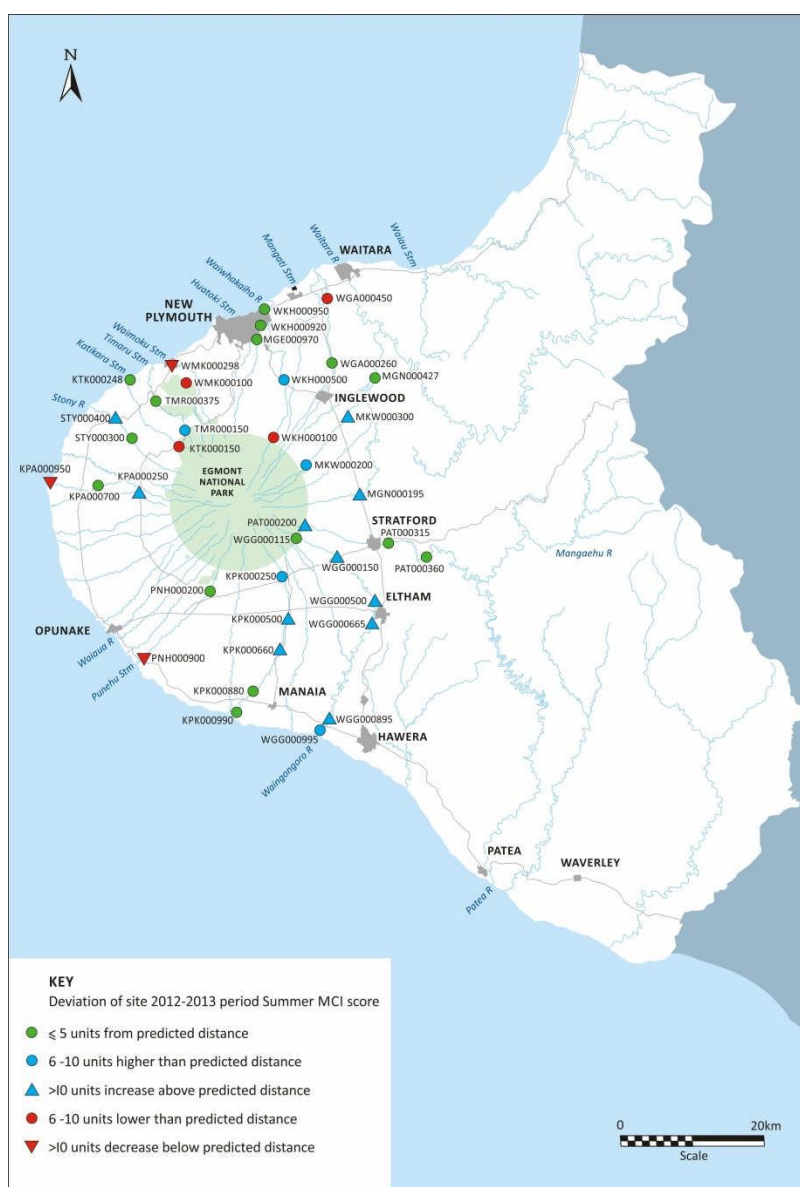 N
WAITARA
Waiau Stm
Waitara R
Mangati Stm
Waiwhakaiho R
Huatoki Stm
NEW
PLYMOUTH
WGA000450
WKH000950
WKH000920
MGE000970
Waimoku Stm
Timaru Stm
Katikara Stm
WMK000298
WGA000260
KTK000248
WMK000100
WKH000500
MGN000427
INGLEWOOD
TMR000375
Stony R
STY000400
MKW000300
TMR000150
STY000300
WKH000100
KTK000150
KPA000950
KPA000250
EGMONT
NATIONAL
PARK
MKW000200
KPA000700
MGN000195
PAT000200
STRATFORD
PAT000315
WGG000115
Mangaehu R
PAT000360
WGG000150
KPK000250
PNH000200
WGG000500
ELTHAM
OPUNAKE
KPK000500
WGG000665
Waiaua R
Punehu Stm
PNH000900
KPK000660
KPK000880
MANAIA
KPK000990
WGG000895
WGG000995
HAWERA
Waingongoro R
PATEA
WAVERLEY
Patea R
KEY
Deviation of site 2012-2013 period Summer MCI score
⩽ 5 units from predicted distance
6 -10 units higher than predicted distance
>I0 units increase above predicted distance
6 -10 units lower than predicted distance
>I0 units decrease below predicted distance
0 20km
Scale